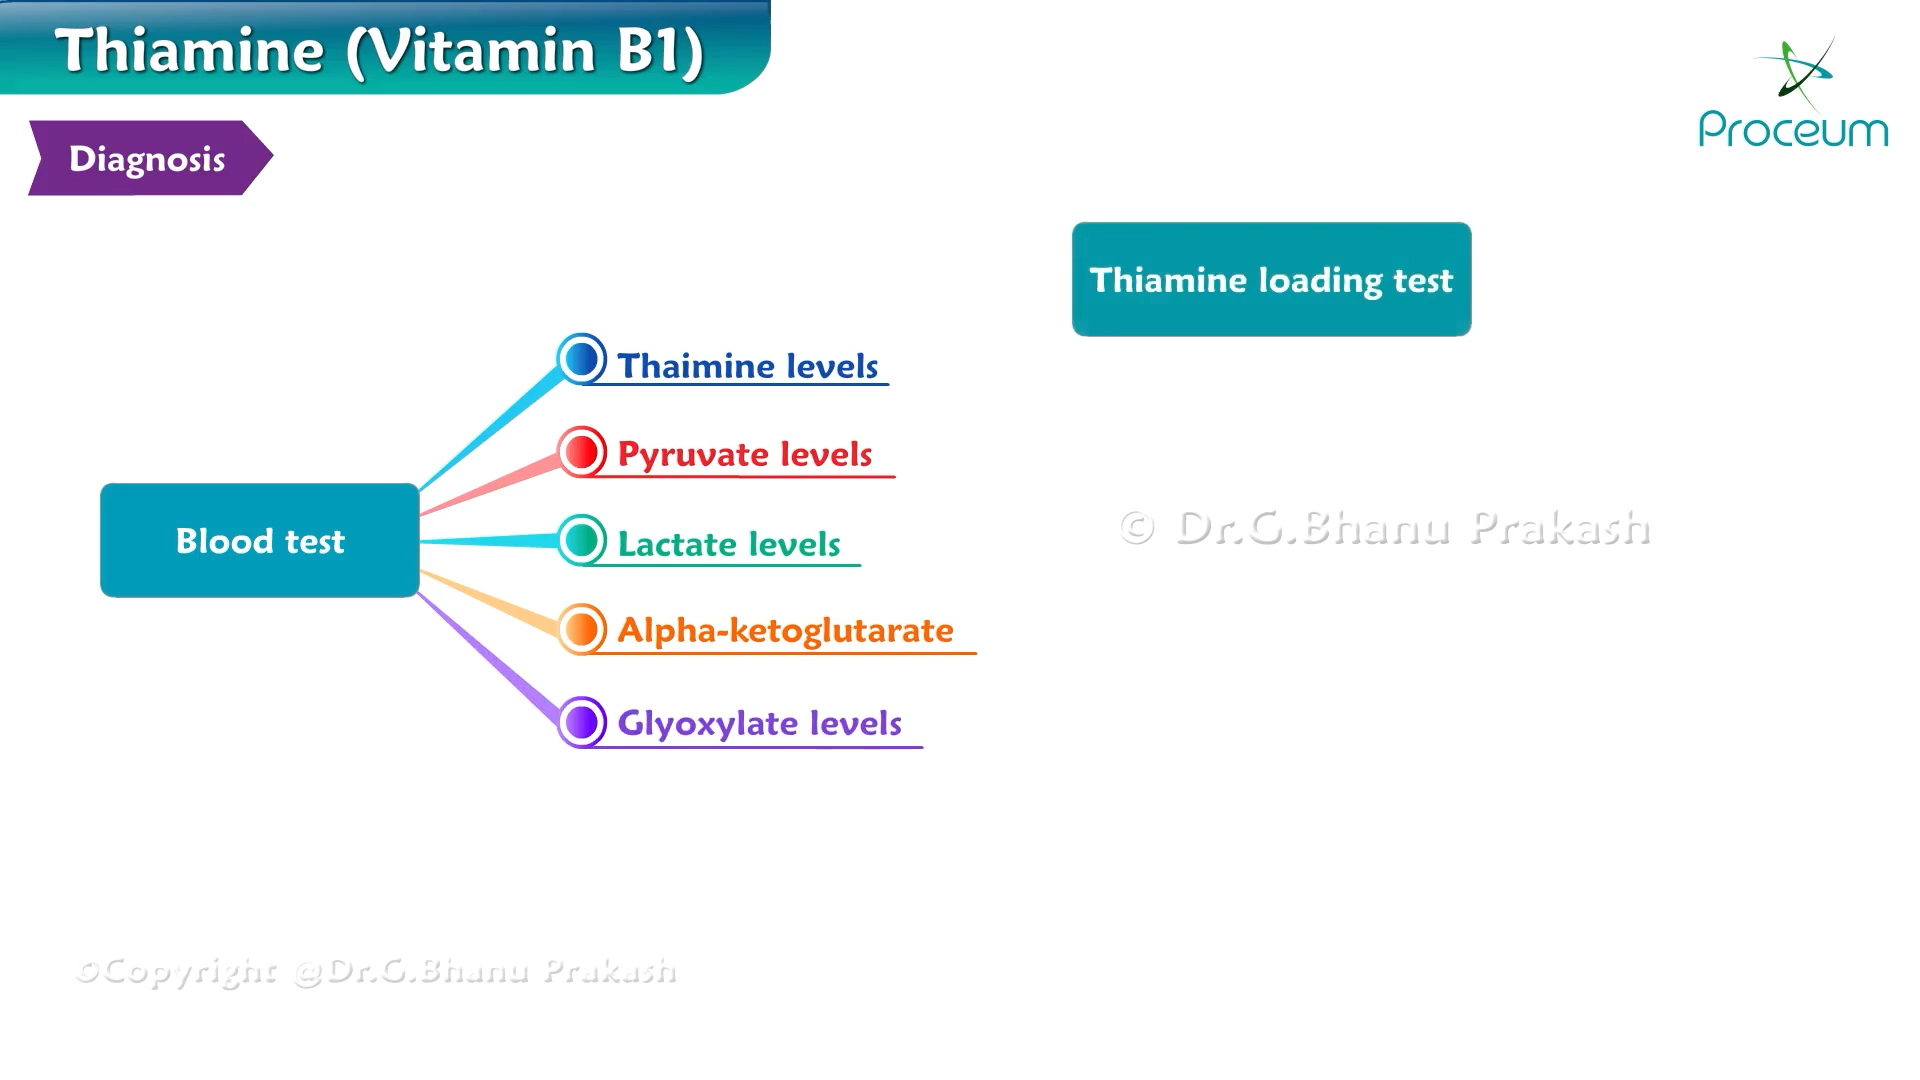 Thiamine (Vitamin B1)
Proceum
Diagnosis
Thiamine loading test
Blood test
Thaimine levels
Pyruvate levels
Lactate levels
Alpha-ketoglutarate
Glyoxylate levels
© Dr.G.Bhanu Prakash
©Copyright @Dr.G.Bhanu Prakash